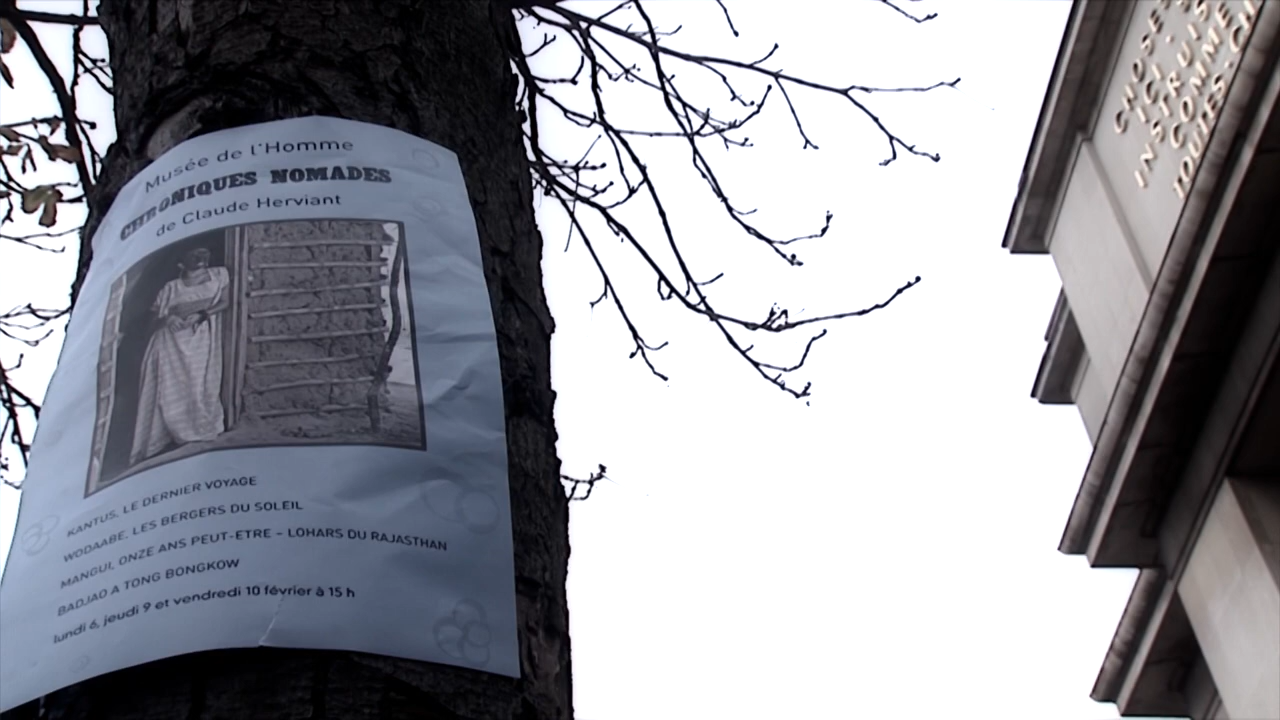 Musée de l'Homme
CHRONIQUES NOMADES
de Claude Herviant
KANTUS, LE DERNIER VOYAGE
WODAABE, LES BERGERS DU SOLEIL
MANGUI, ONZE ANS PEUT-ETRE – LOHARS DU RAJASTHAN
BADJAO A TONG BONGKOW
lundi 6, jeudi 9 et vendredi 10 février à 15 h
CHOSES
ICI
INSTRUIS
COMME